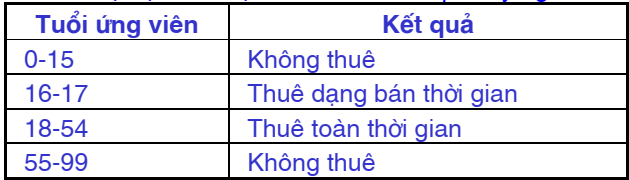 Tuổi ứng viên Kết quả
0-15 Không thuê
16-17 Thuê dạng bán thời gian
18-54 Thuê toàn thời gian
55-99 Không thuê